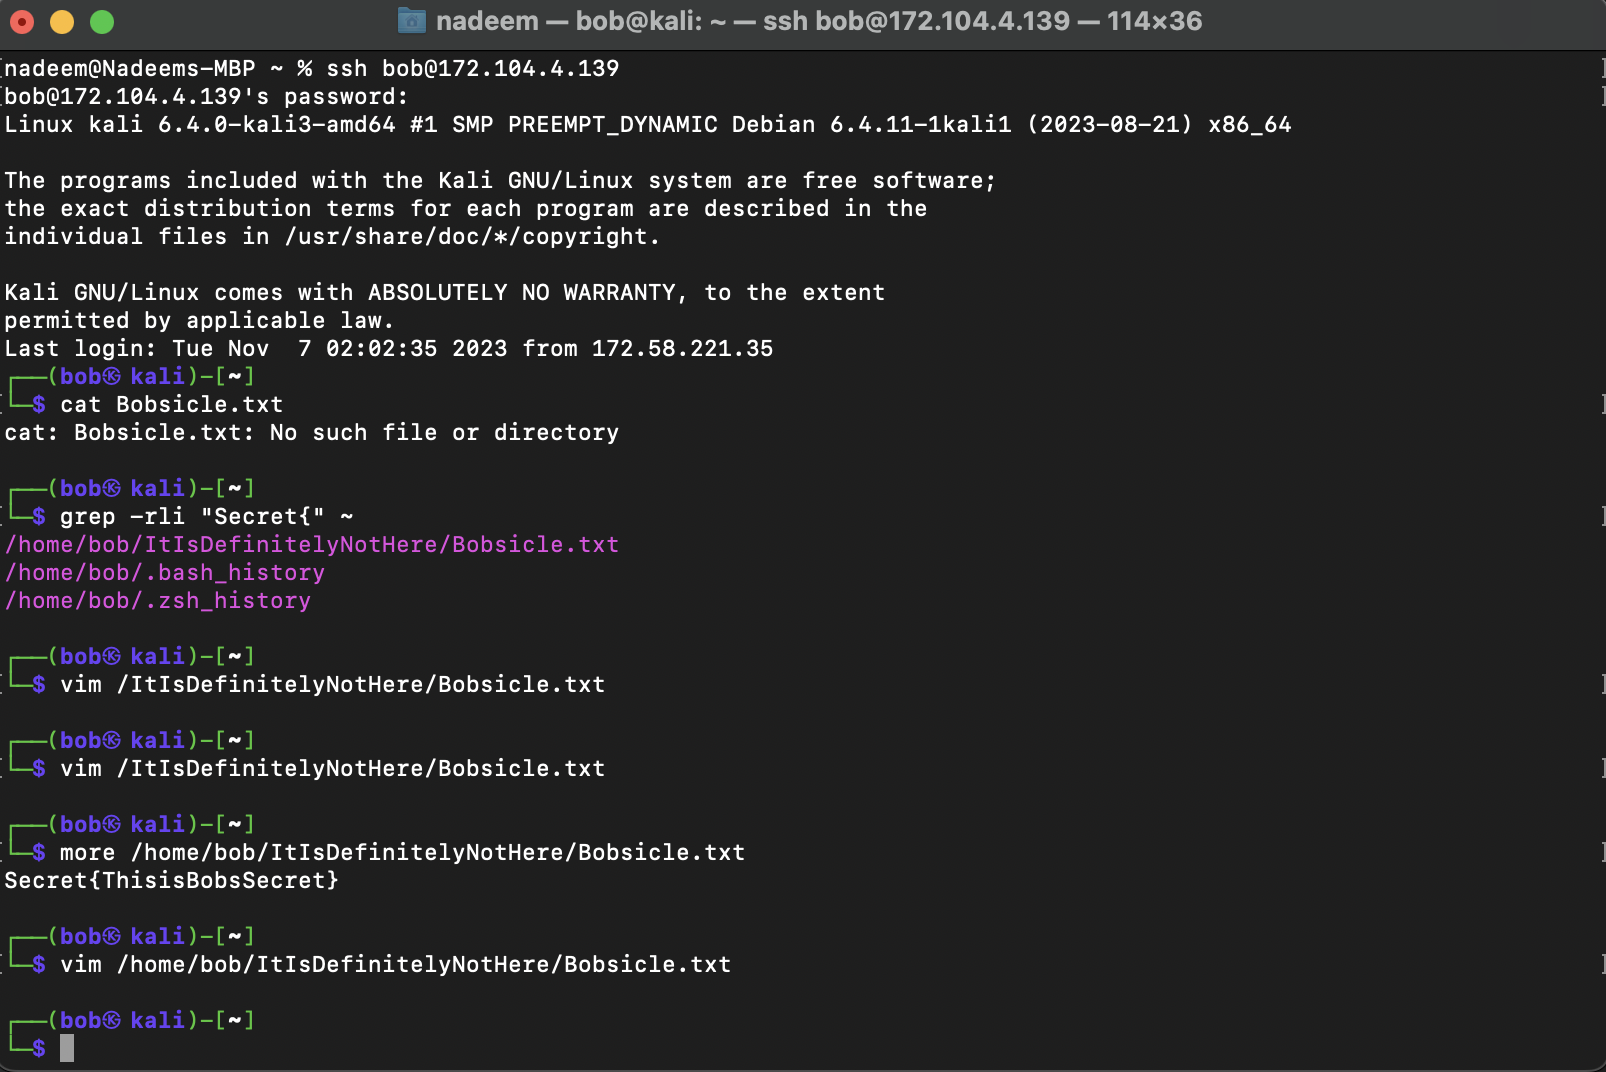 nadeem — bob@kali: ~ — ssh bob@172.104.4.139 — 114×36
nadeem@Nadeems-MBP ~ % ssh bob@172.104.4.139
bob@172.104.4.139's password:
Linux kali 6.4.0-kali3-amd64 #1 SMP PREEMPT_DYNAMIC Debian 6.4.11-1kali1 (2023-08-21) x86_64

The programs included with the Kali GNU/Linux system are free software;
the exact distribution terms for each program are described in the
individual files in /usr/share/doc/*/copyright.

Kali GNU/Linux comes with ABSOLUTELY NO WARRANTY, to the extent
permitted by applicable law.
Last login: Tue Nov  7 02:02:35 2023 from 172.58.221.35
┌──(bob㉿kali)-[~]
└─$ cat Bobsicle.txt
cat: Bobsicle.txt: No such file or directory

┌──(bob㉿kali)-[~]
└─$ grep -rli "Secret{" ~
/home/bob/ItIsDefinitelyNotHere/Bobsicle.txt
/home/bob/.bash_history
/home/bob/.zsh_history

┌──(bob㉿kali)-[~]
└─$ vim /ItIsDefinitelyNotHere/Bobsicle.txt

┌──(bob㉿kali)-[~]
└─$ vim /ItIsDefinitelyNotHere/Bobsicle.txt

┌──(bob㉿kali)-[~]
└─$ more /home/bob/ItIsDefinitelyNotHere/Bobsicle.txt
Secret{ThisisBobsSecret}

┌──(bob㉿kali)-[~]
└─$ vim /home/bob/ItIsDefinitelyNotHere/Bobsicle.txt

┌──(bob㉿kali)-[~]
└─$